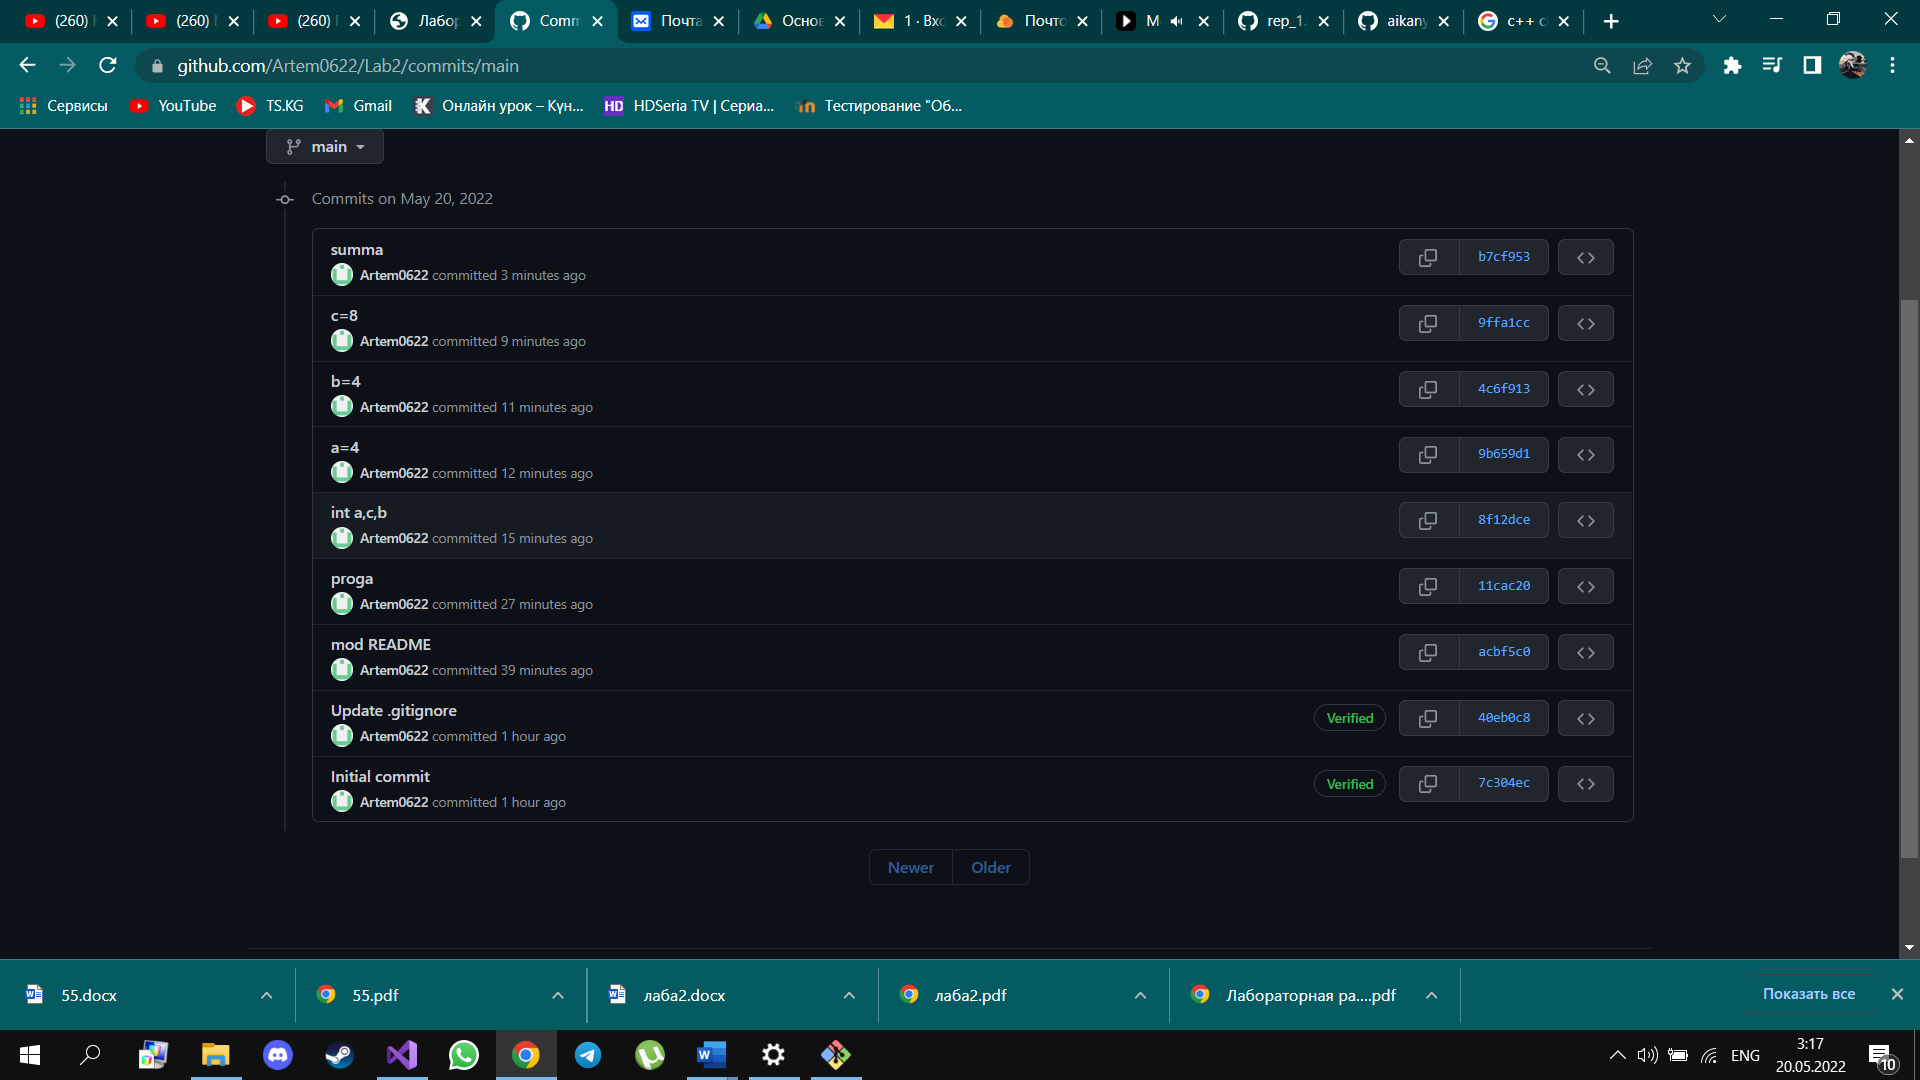 (260)
(260)
(260)
Лабор
Comm
Почта
Основ
1 · Вхо
Почто
M
rep_1.
aikany
github.com/Artem0622/Lab2/commits/main
Сервисы
YouTube
TS.KG
Gmail
Онлайн урок – Күн...
HD
HDSeria TV | Сериа...
Тестирование "Об...
main
Commits on May 20, 2022
summa
Artem0622 committed 3 minutes ago
b7cf953
c=8
Artem0622 committed 9 minutes ago
9ffa1cc
b=4
Artem0622 committed 11 minutes ago
4c6f913
a=4
Artem0622 committed 12 minutes ago
9b659d1
int a,c,b
Artem0622 committed 15 minutes ago
8f12dce
proga
Artem0622 committed 27 minutes ago
11cac20
mod README
Artem0622 committed 39 minutes ago
acbf5c0
Update .gitignore
Artem0622 committed 1 hour ago
Verified
40eb0c8
Initial commit
Artem0622 committed 1 hour ago
Verified
7c304ec
Newer
Older
55.docx
55.pdf
лаба2.docx
лаба2.pdf
Лабораторная ра....pdf
Показать все
ENG
3:17
20.05.2022
10